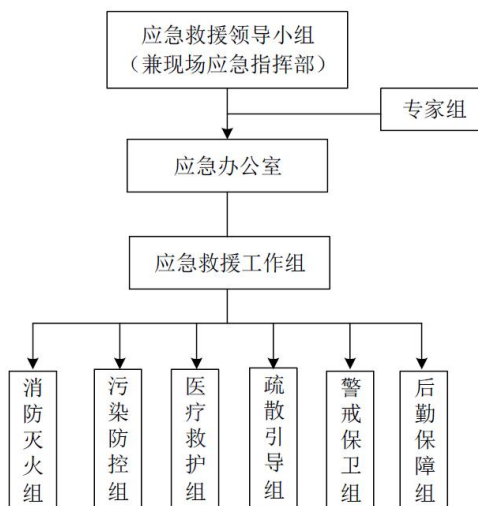 应急救援领导小组
（兼现场应急指挥部）
专家组
应急办公室
应急救援工作组
消防灭火组
污染防控组
医疗救护组
疏散引导组
警戒保卫组
后勤保障组